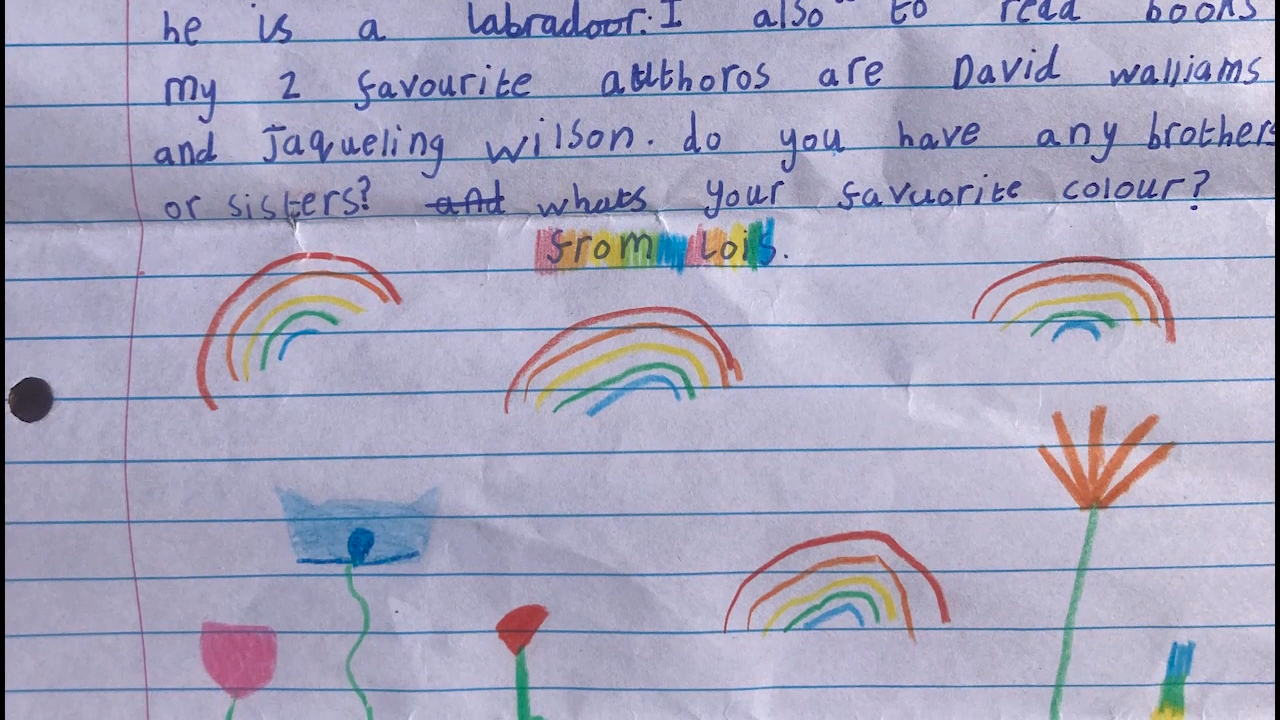 he is a labradoor. I also to read books
my 2 favourite authoros are David walliams
and Jaqueling wilson. do you have any brothers
or sisters? and whats your favuorite colour?
from Lois.